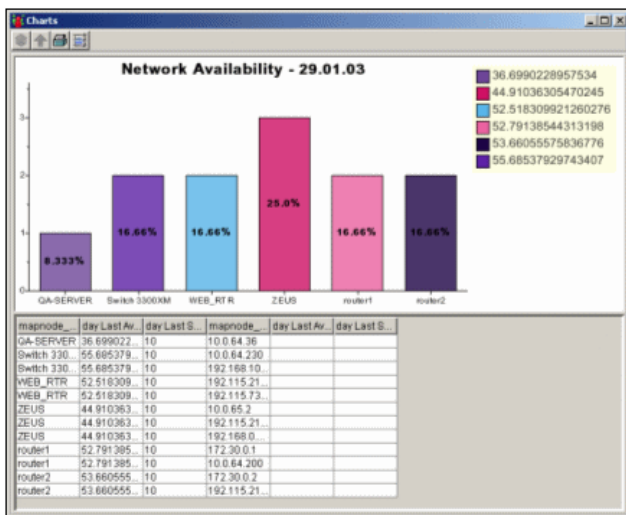 Charts
Network Availability - 29.01.03
36.6990228957534
44.91036305470245
52.518309921260276
52.79138544313198
53.66055575836776
55.68537929743407
3
2
1
0
8.333%
16.66%
16.66%
25.0%
16.66%
16.66%
QA-SERVER Switch 3300XM WEB_RTR ZEUS router1 router2
mapnode_... day Last Av... day Last S... mapnode_... day Last Av... day Last S...
QA-SERVER 36.699022... 10 10.0.64.36
Switch 330... 55.685379... 10 10.0.64.230
Switch 330... 55.685379... 10 192.168.10...
WEB_RTR 52.518309... 10 192.115.21...
WEB_RTR 52.518309... 10 192.115.73...
ZEUS 44.910363... 10 10.0.65.2
ZEUS 44.910363... 10 192.115.21...
ZEUS 44.910363... 10 192.168.0....
router1 52.791385... 10 172.30.0.1
router1 52.791385... 10 10.0.64.200
router2 53.660555... 10 172.30.0.2
router2 53.660555... 10 192.115.21...